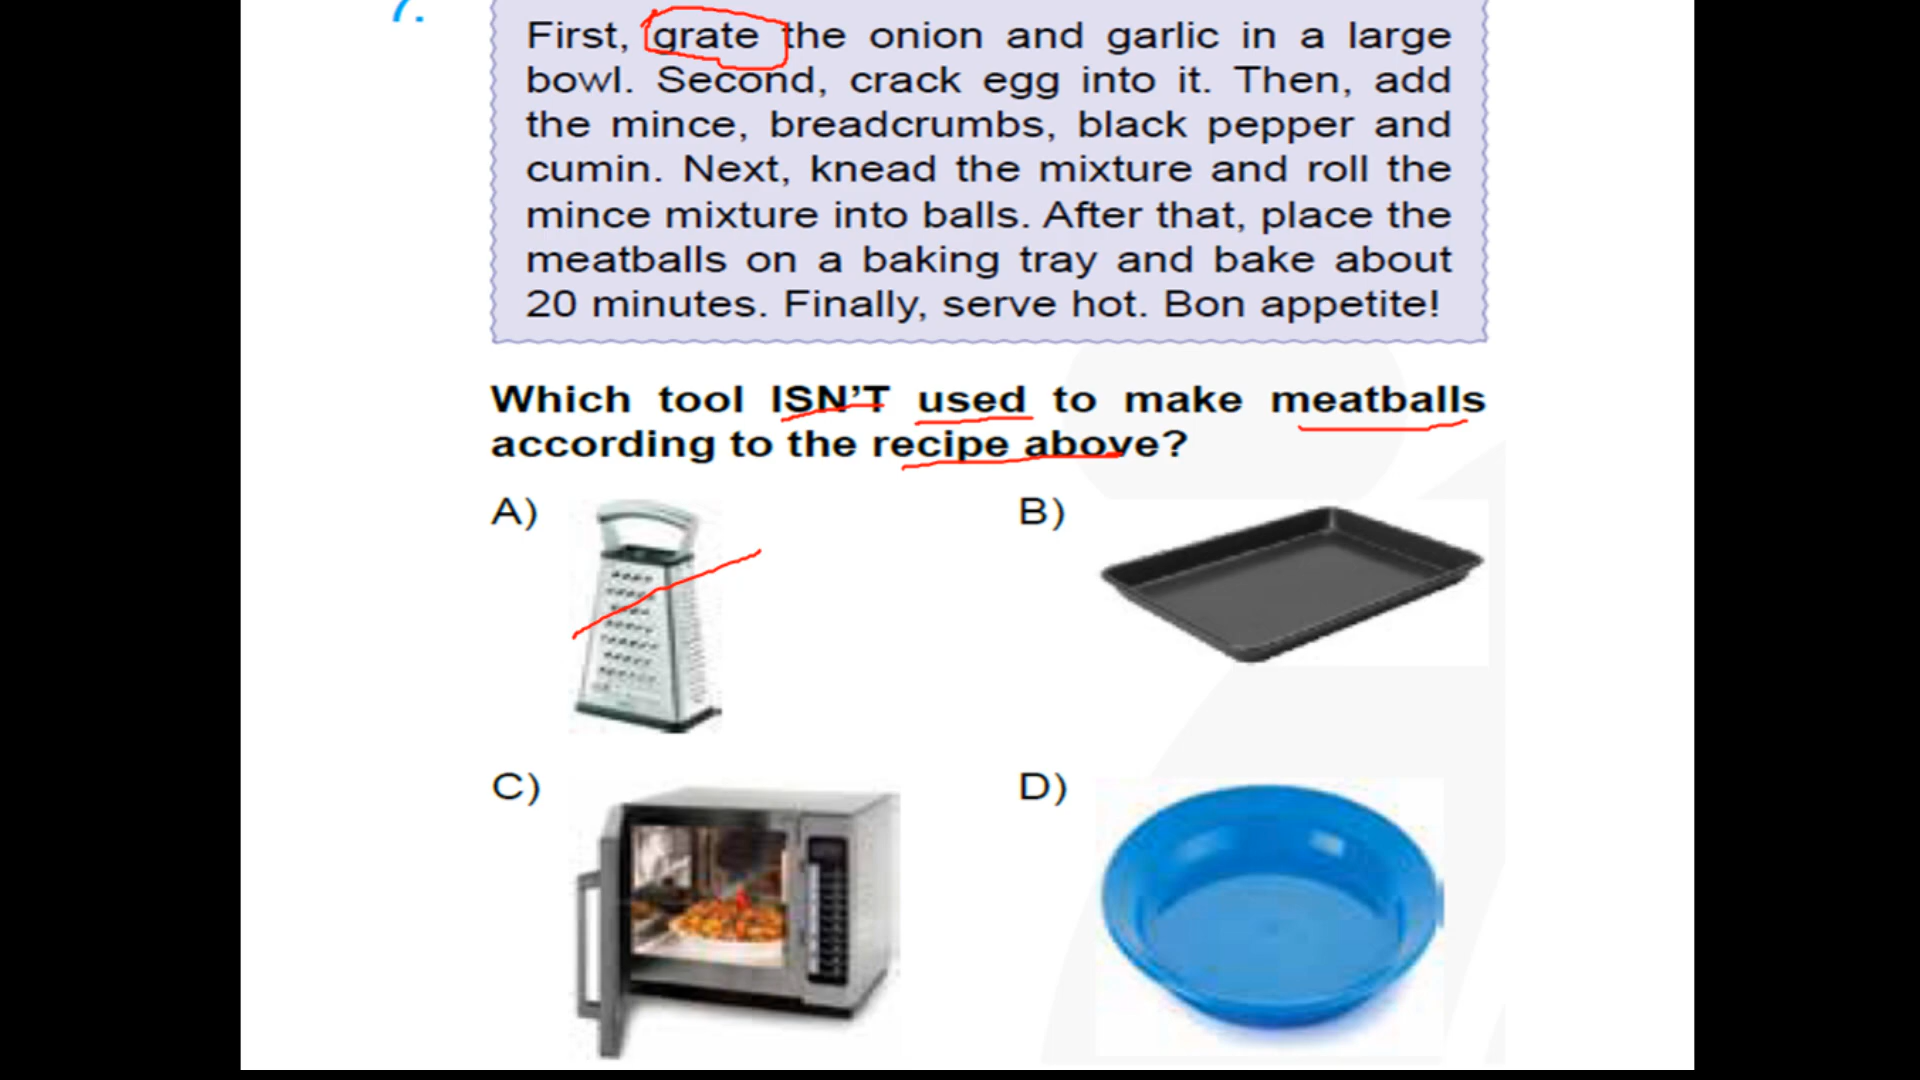 7.
First, grate the onion and garlic in a large
bowl. Second, crack egg into it. Then, add
the mince, breadcrumbs, black pepper and
cumin. Next, knead the mixture and roll the
mince mixture into balls. After that, place the
meatballs on a baking tray and bake about
20 minutes. Finally, serve hot. Bon appetite!
Which tool ISN'T used to make meatballs
according to the recipe above?
A)
B)
C)
D)